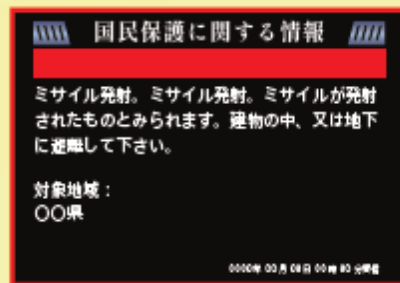 国民保護に関する情報
ミサイル発射。ミサイル発射。ミサイルが発射
されたものとみられます。建物の中、又は地下
に避難して下さい。
対象地域：
〇〇県